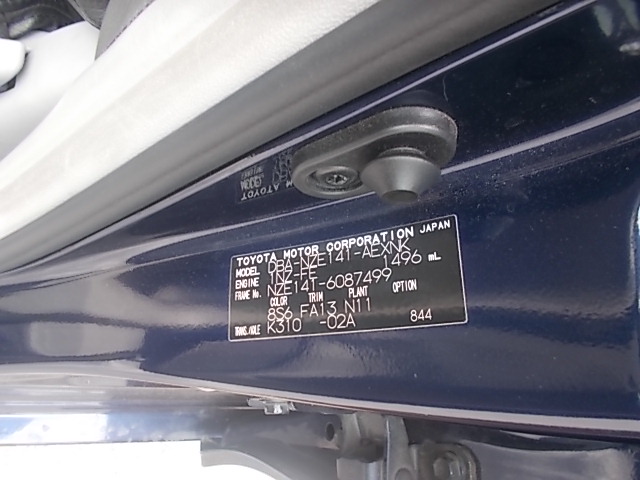 TOYOTA MOTOR CORPORATION JAPAN
MODEL DBA-NZE141-AEXNK
ENGINE 1NZ-FE 1496 mL
FRAME No. NZE141-6087499
COLOR TRIM PLANT OPTION
8S6 FA13 N11
TRANS./AXLE K310 -02A 844